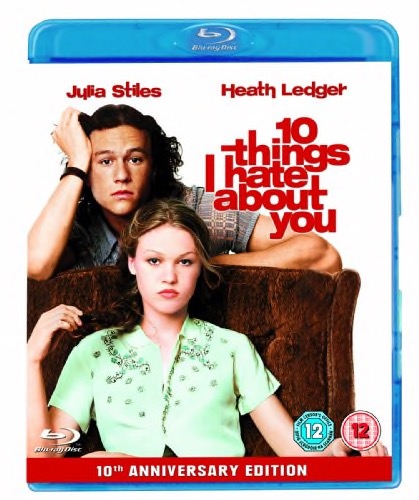 Blu-ray Disc
Julia Stiles
Heath Ledger
10
things
I hate
about
you
Blu-ray Disc
12
12
10th ANNIVERSARY EDITION